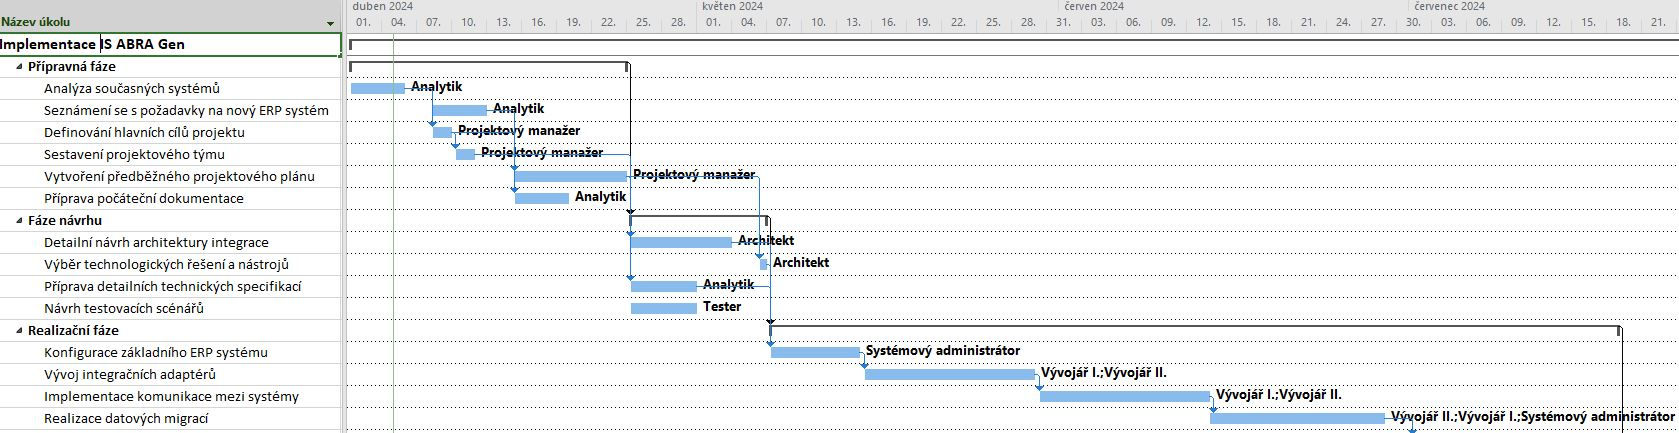 duben 2024 květen 2024 červen 2024 červenec 2024
Název úkolu 01. 04. 07. 10. 13. 16. 19. 22. 25. 28. 01. 04. 07. 10. 13. 16. 19. 22. 25. 28. 31. 03. 06. 09. 12. 15. 18. 21. 24. 27. 30. 03. 06. 09. 12. 15. 18. 21.
Implementace IS ABRA Gen
Přípravná fáze
Analýza současných systémů Analytik
Seznámení se s požadavky na nový ERP systém Analytik
Definování hlavních cílů projektu Projektový manažer
Sestavení projektového týmu Projektový manažer
Vytvoření předběžného projektového plánu Projektový manažer
Příprava počáteční dokumentace Analytik
Fáze návrhu
Detailní návrh architektury integrace Architekt
Výběr technologických řešení a nástrojů Architekt
Příprava detailních technických specifikací Analytik
Návrh testovacích scénářů Tester
Realizační fáze
Konfigurace základního ERP systému Systémový administrátor
Vývoj integračních adaptérů Vývojář I.;Vývojář II.
Implementace komunikace mezi systémy Vývojář I.;Vývojář II.
Realizace datových migrací Vývojář II.;Vývojář I.;Systémový administrátor